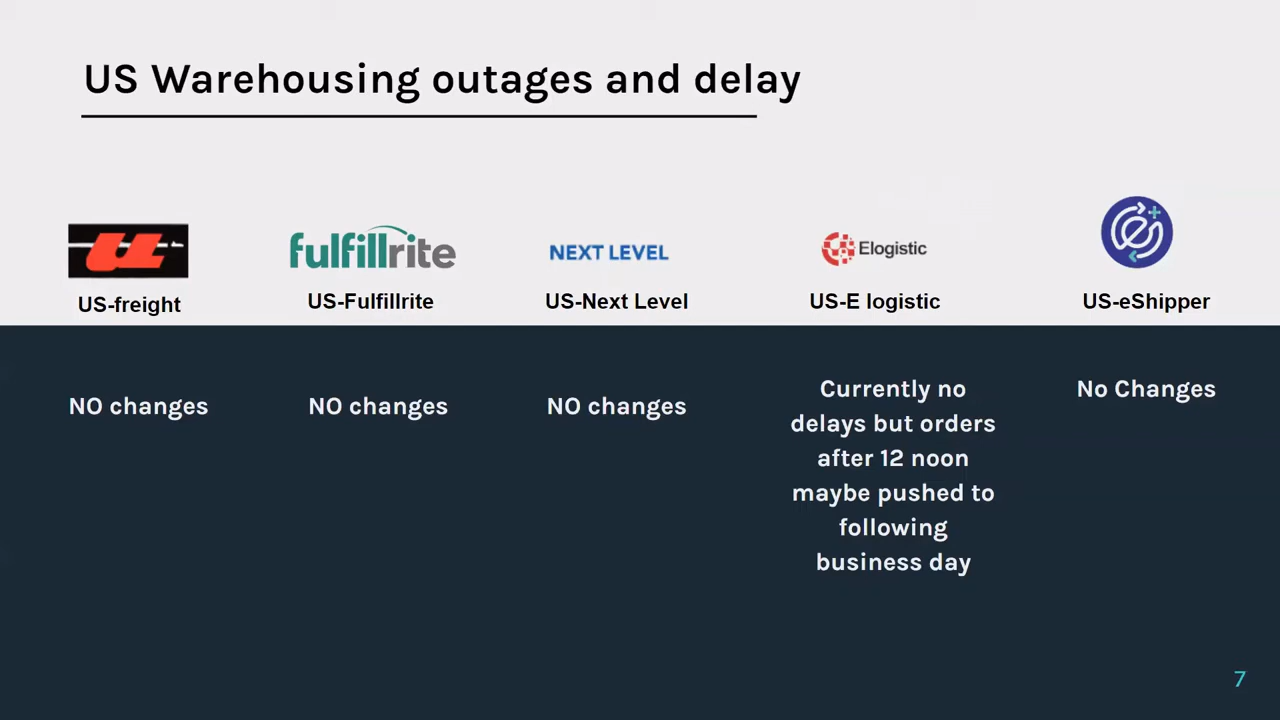 US Warehousing outages and delay
u
fulfillrite
NEXT LEVEL
Elogistic
e
US-freight
US-Fulfillrite
US-Next Level
US-E logistic
US-eShipper
NO changes
NO changes
NO changes
Currently no
delays but orders
after 12 noon
maybe pushed to
following
business day
No Changes
7